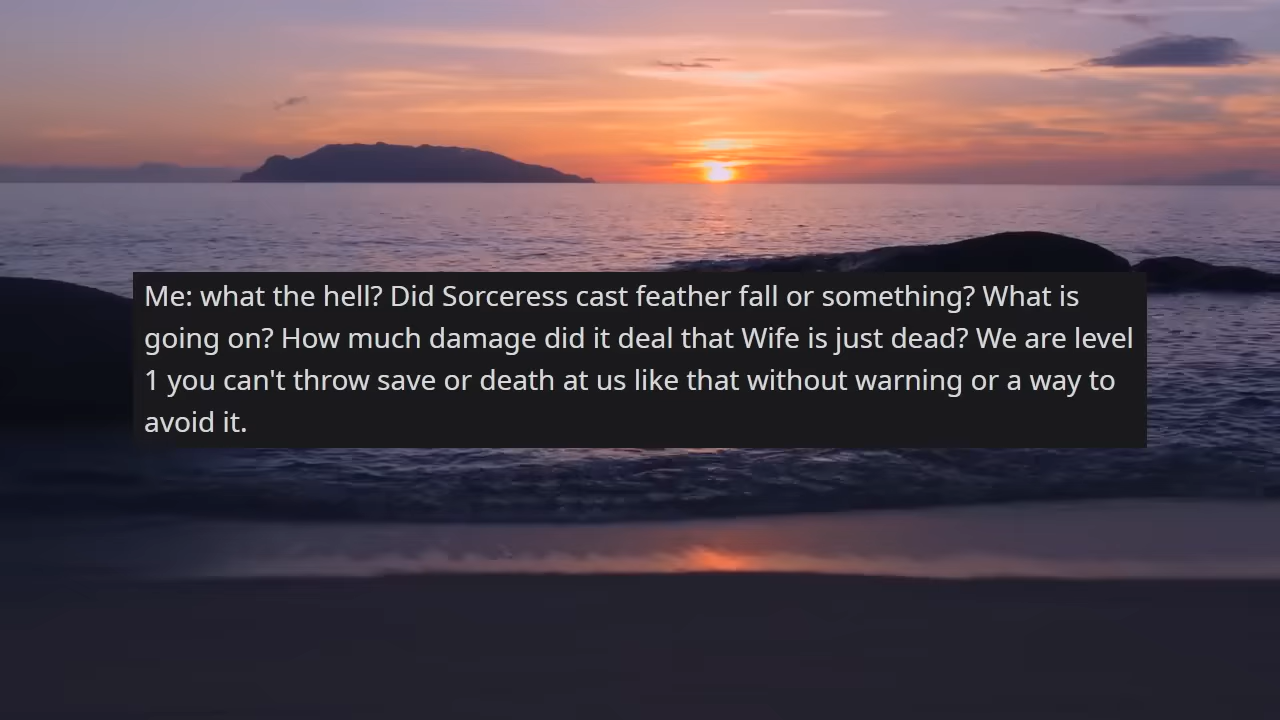 Me: what the hell? Did Sorceress cast feather fall or something? What is
going on? How much damage did it deal that Wife is just dead? We are level
1 you can't throw save or death at us like that without warning or a way to
avoid it.